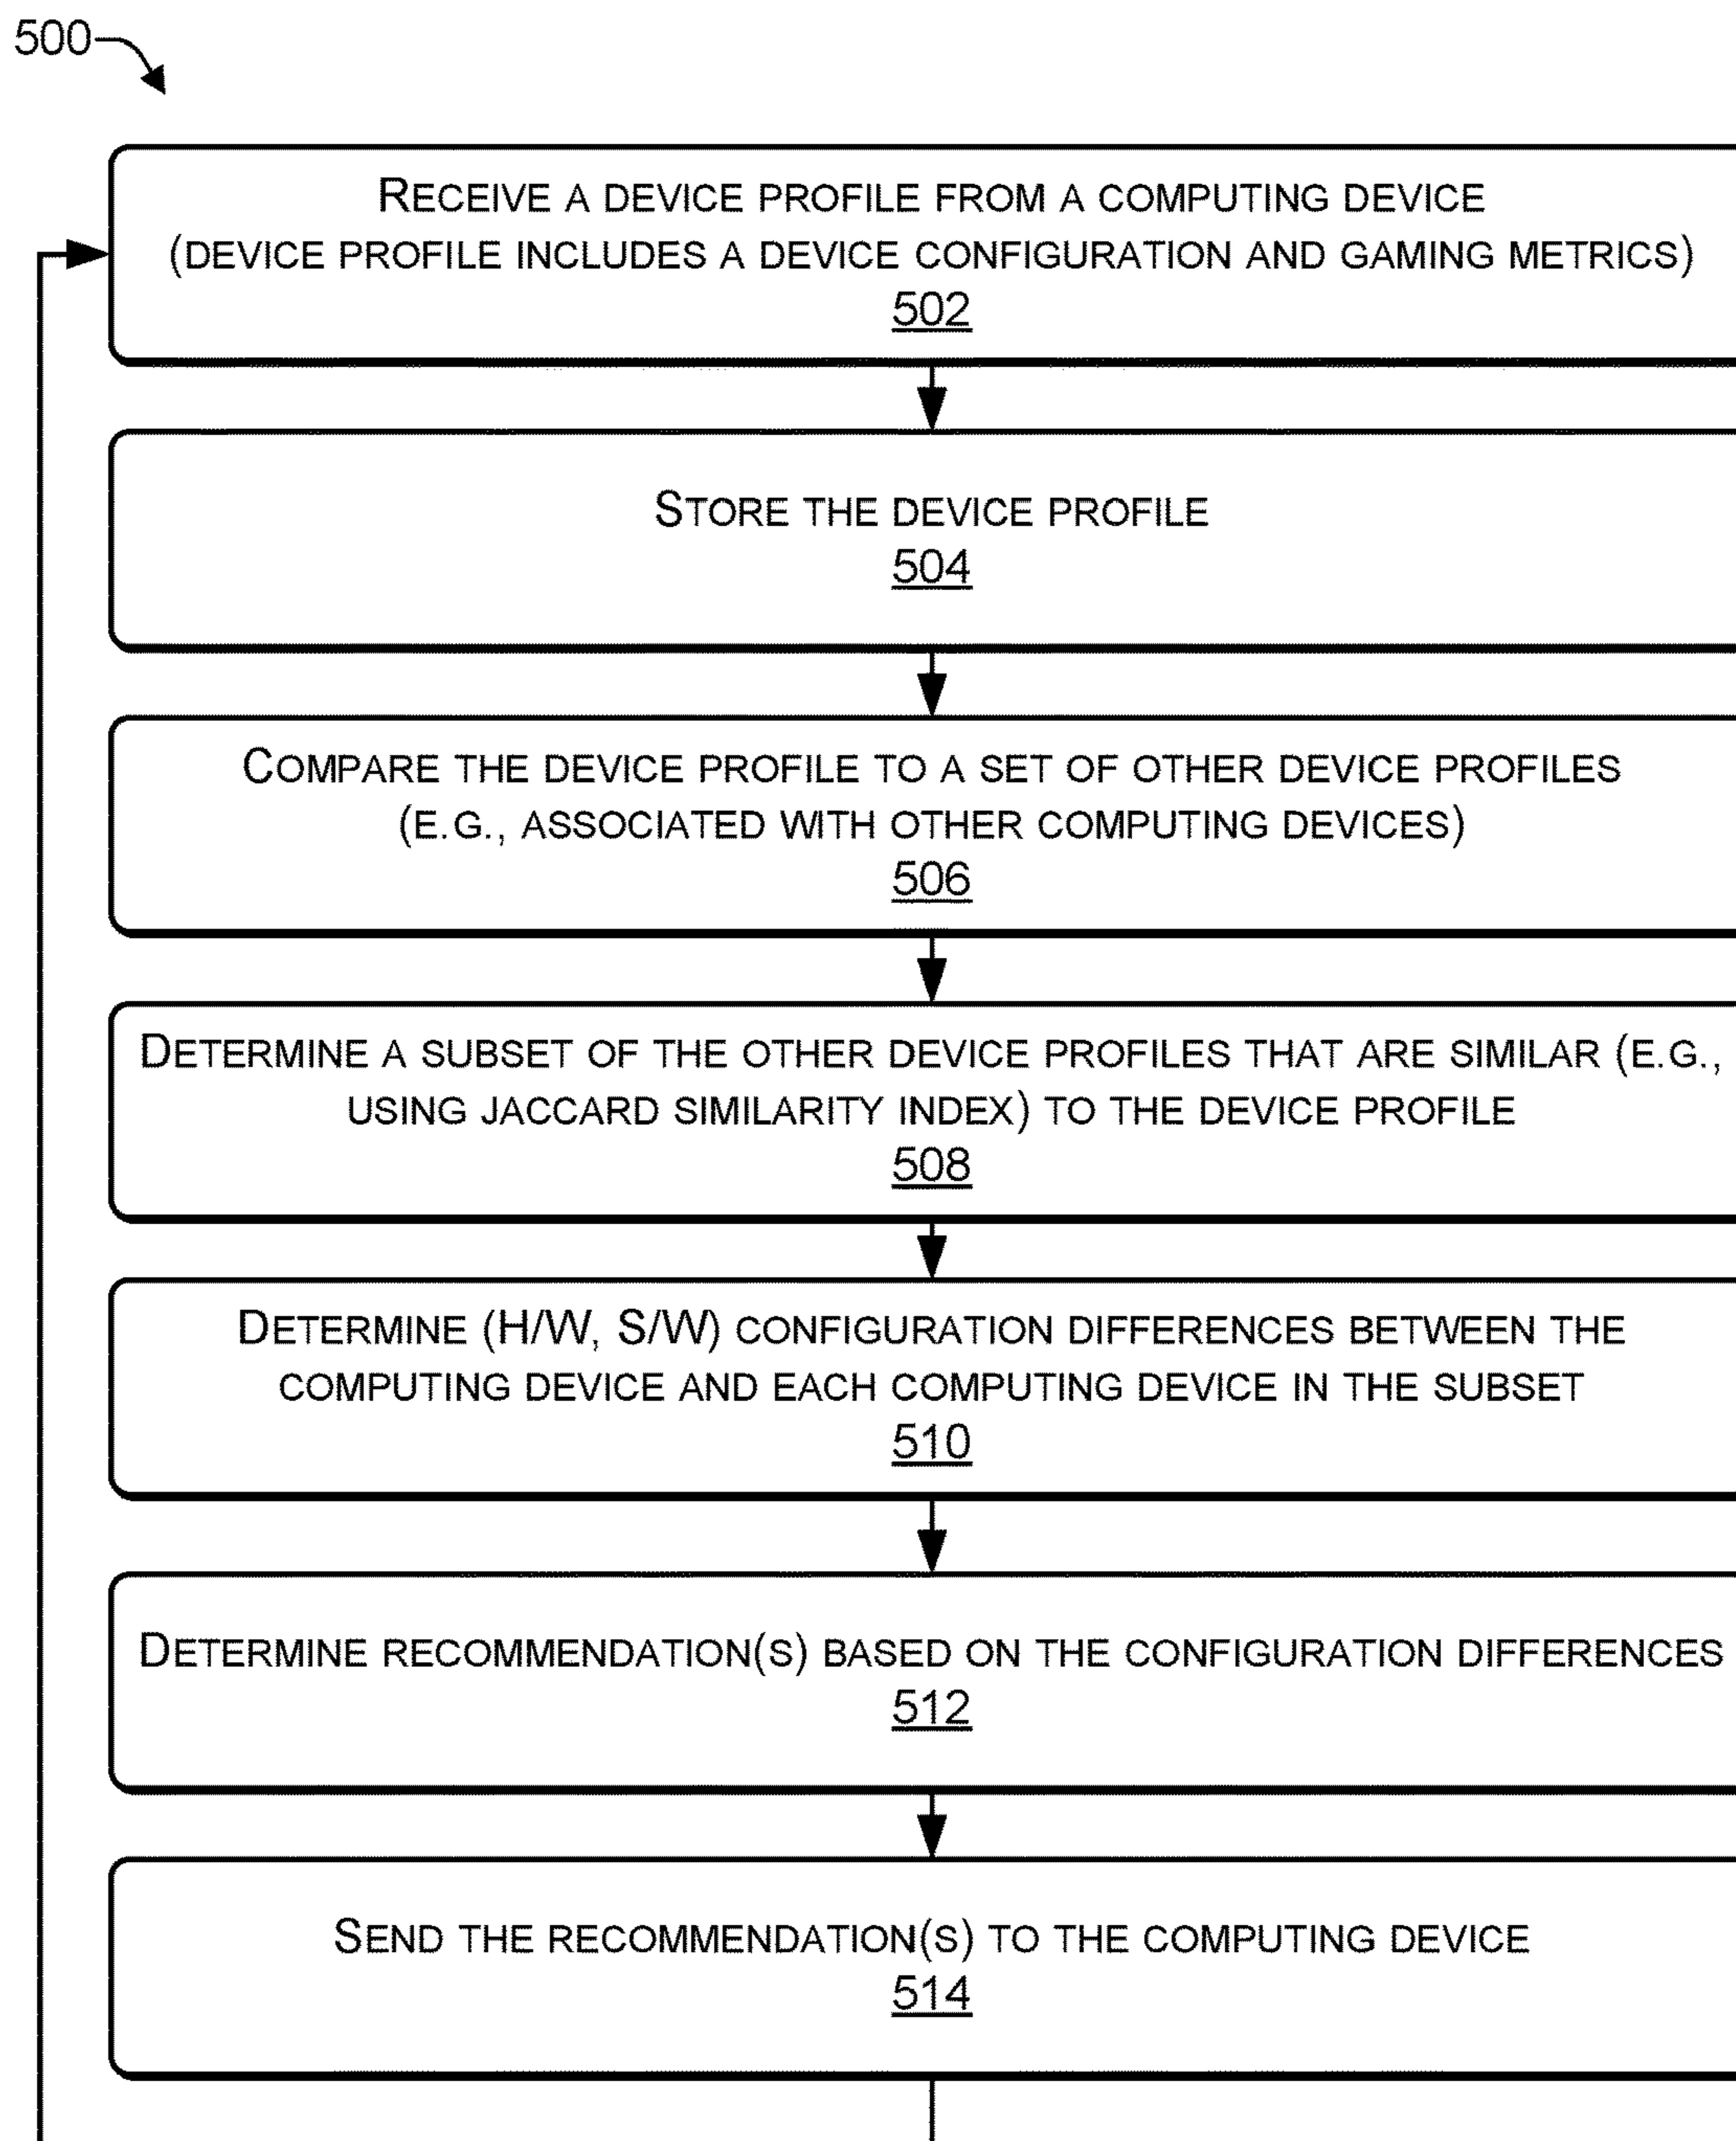 500
RECEIVE A DEVICE PROFILE FROM A COMPUTING DEVICE
(DEVICE PROFILE INCLUDES A DEVICE CONFIGURATION AND GAMING METRICS)
502
STORE THE DEVICE PROFILE
504
COMPARE THE DEVICE PROFILE TO A SET OF OTHER DEVICE PROFILES
(E.G., ASSOCIATED WITH OTHER COMPUTING DEVICES)
506
DETERMINE A SUBSET OF THE OTHER DEVICE PROFILES THAT ARE SIMILAR (E.G.,
USING JACCARD SIMILARITY INDEX) TO THE DEVICE PROFILE
508
DETERMINE (H/W, S/W) CONFIGURATION DIFFERENCES BETWEEN THE
COMPUTING DEVICE AND EACH COMPUTING DEVICE IN THE SUBSET
510
DETERMINE RECOMMENDATION(S) BASED ON THE CONFIGURATION DIFFERENCES
512
SEND THE RECOMMENDATION(S) TO THE COMPUTING DEVICE
514